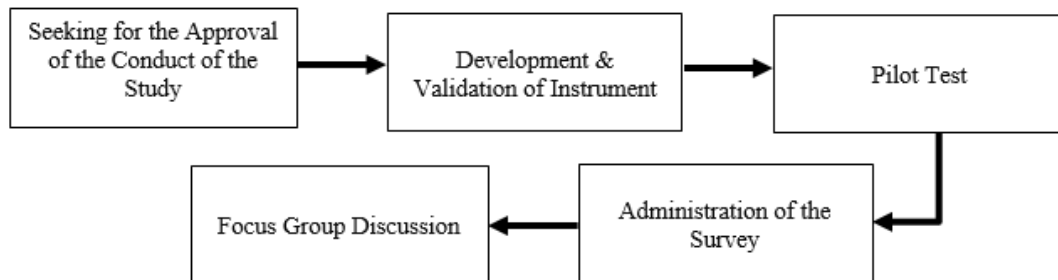 Seeking for the Approval
of the Conduct of the
Study
Development &
Validation of Instrument
Pilot Test
Administration of the
Survey
Focus Group Discussion